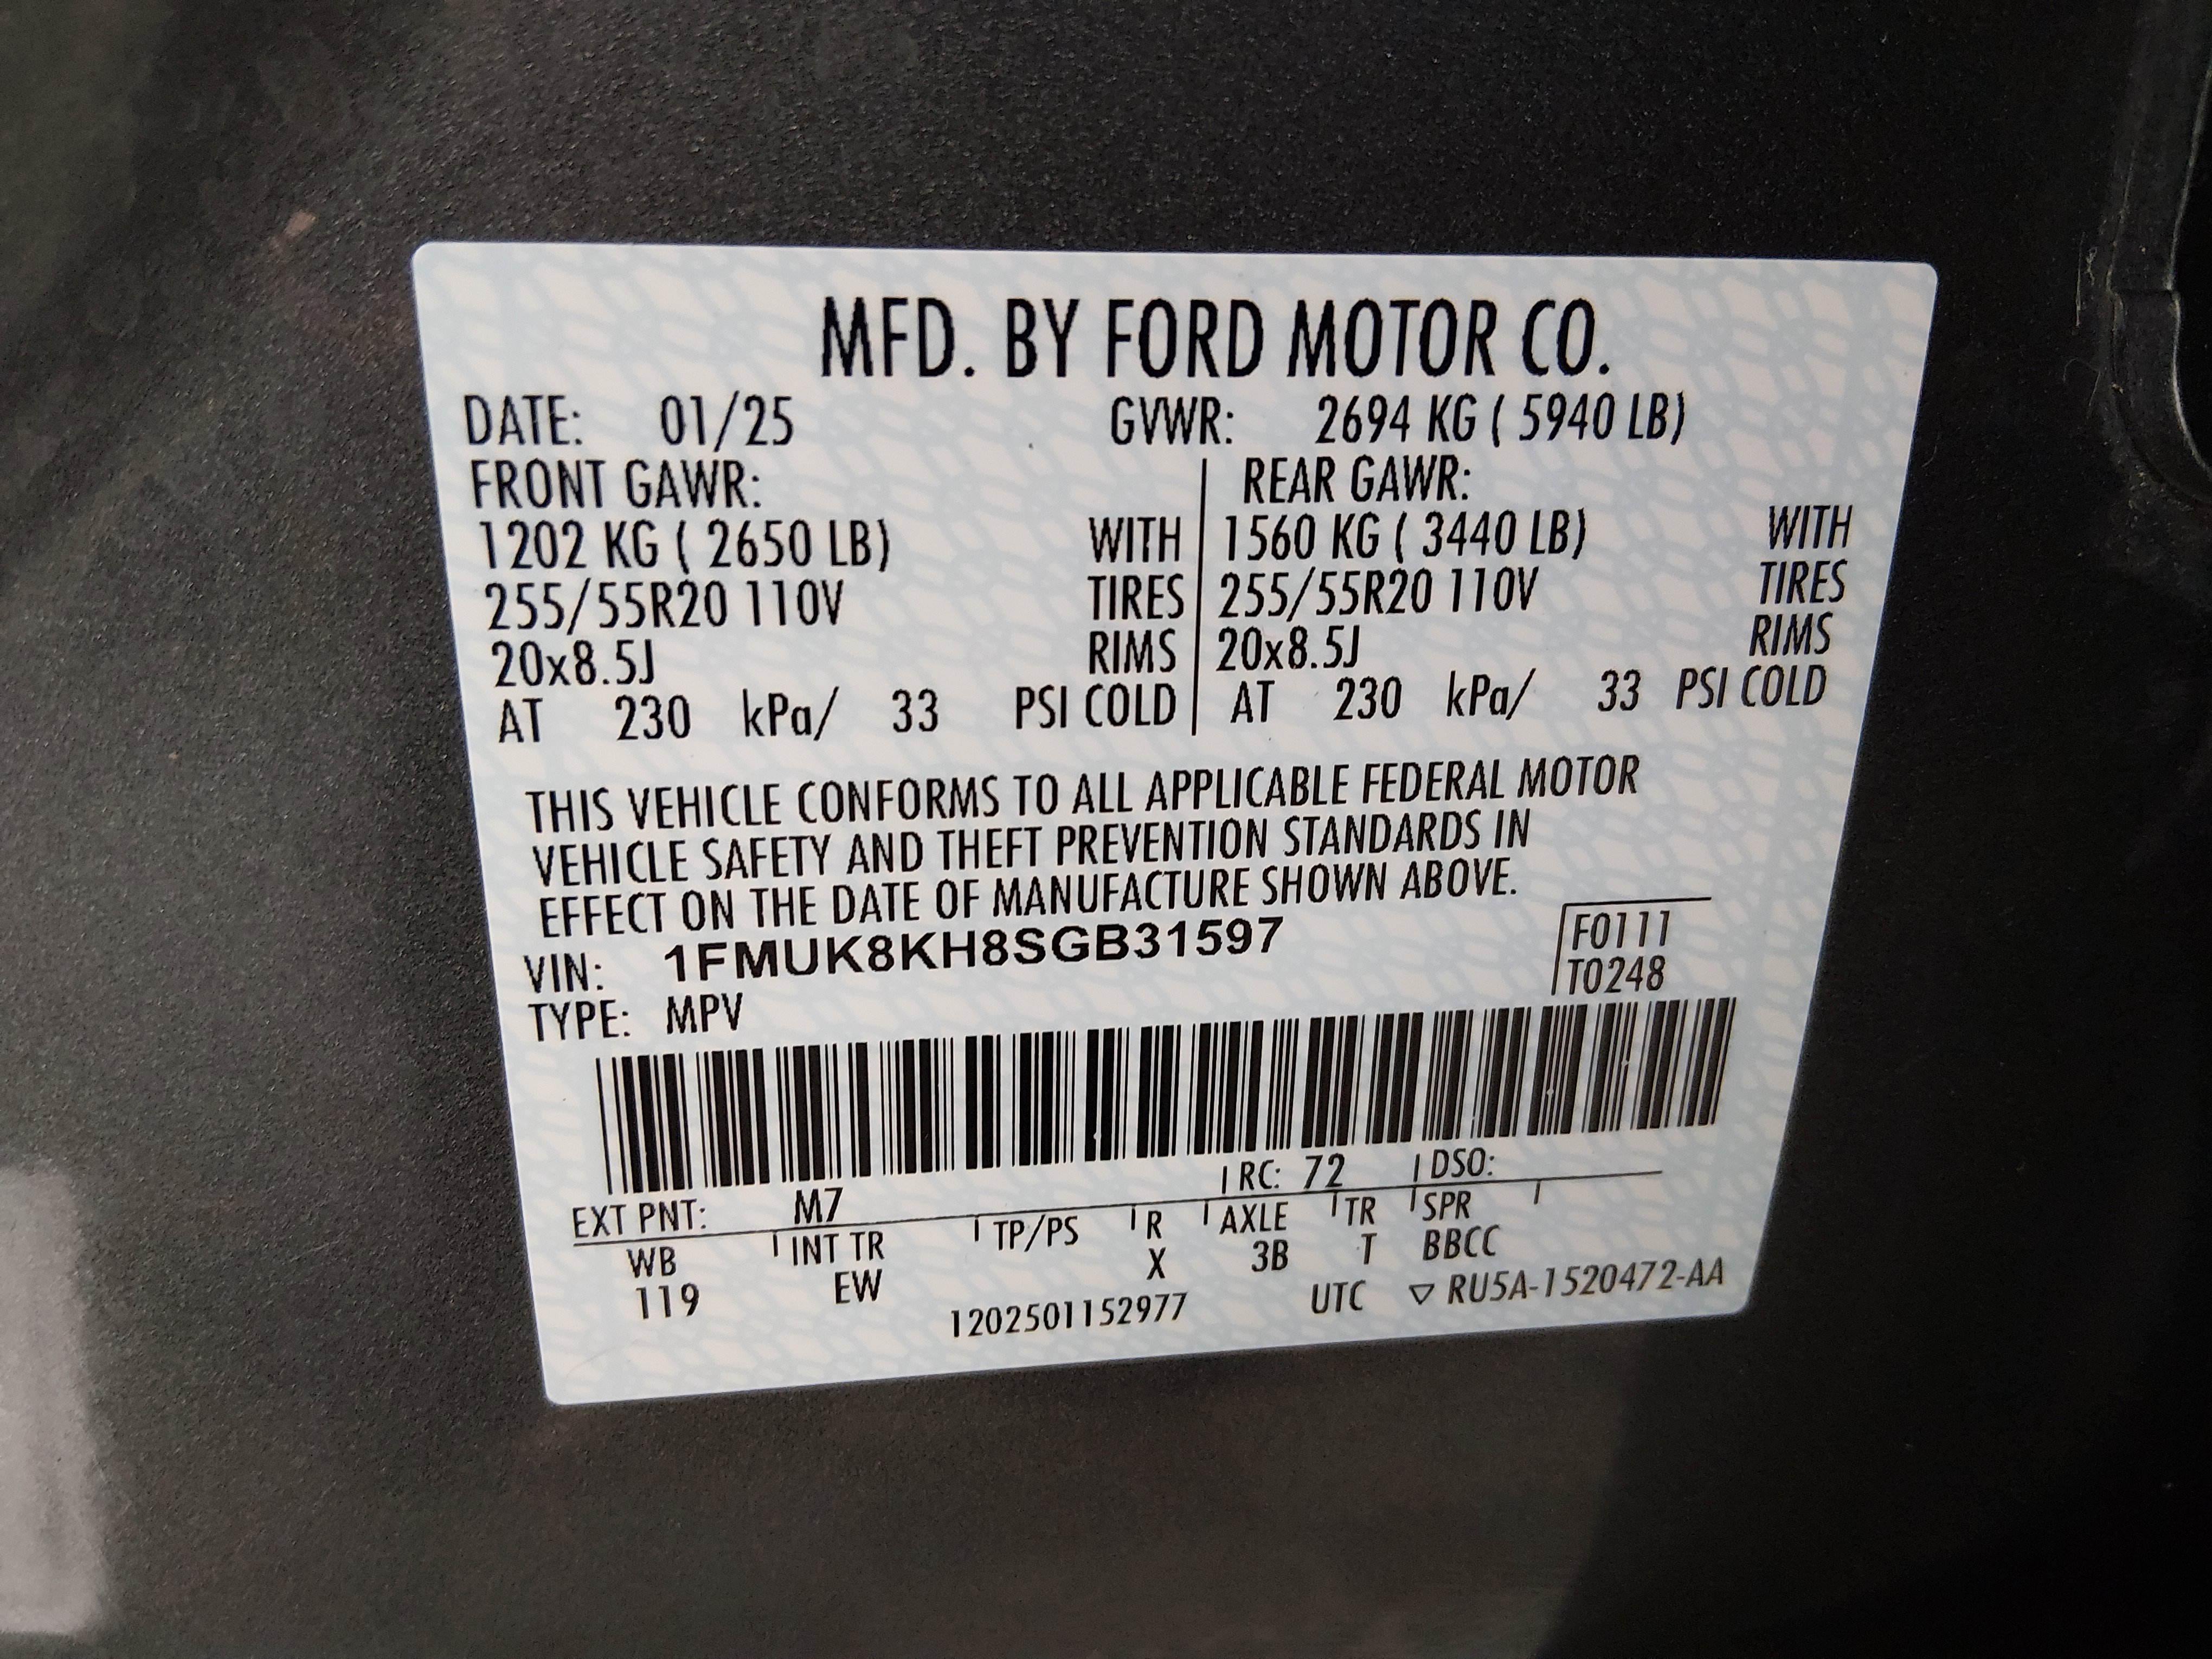 MFD. BY FORD MOTOR CO.
DATE: 01/25 GVWR: 2694 KG ( 5940 LB)
FRONT GAWR: REAR GAWR:
1202 KG ( 2650 LB) WITH 1560 KG ( 3440 LB) WITH
255/55R20 110V TIRES 255/55R20 110V TIRES
20x8.5J RIMS 20x8.5J RIMS
AT 230 kPa/ 33 PSI COLD AT 230 kPa/ 33 PSI COLD
THIS VEHICLE CONFORMS TO ALL APPLICABLE FEDERAL MOTOR
VEHICLE SAFETY AND THEFT PREVENTION STANDARDS IN
EFFECT ON THE DATE OF MANUFACTURE SHOWN ABOVE.
VIN: 1FMUK8KH8SGB31597 F0111
TYPE: MPV T0248
EXT PNT: M7 RC: 72 DSO:
WB INT TR TP/PS R AXLE TR SPR
119 EW X 3B T BBCC
1202501152977 UTC ▽ RU5A-1520472-AA